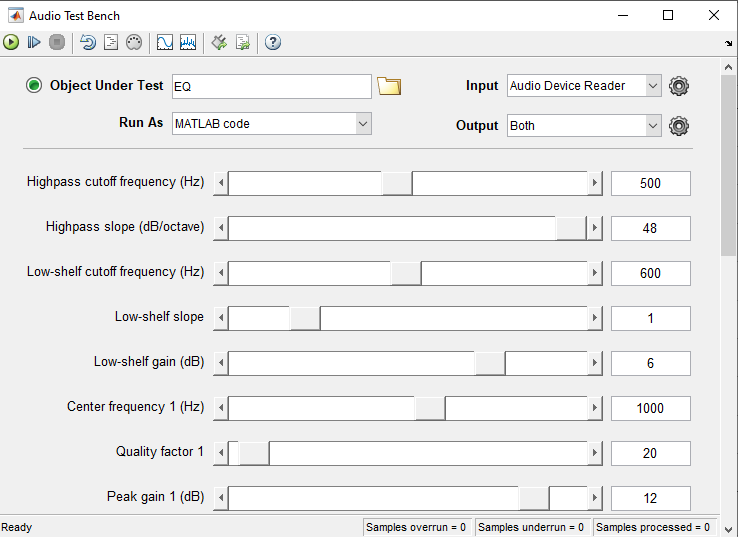 Audio Test Bench
Object Under Test EQ Input Audio Device Reader
Run As MATLAB code Output Both
Highpass cutoff frequency (Hz) 500
Highpass slope (dB/octave) 48
Low-shelf cutoff frequency (Hz) 600
Low-shelf slope 1
Low-shelf gain (dB) 6
Center frequency 1 (Hz) 1000
Quality factor 1 20
Peak gain 1 (dB) 12
Ready Samples overrun = 0 Samples underrun = 0 Samples processed = 0